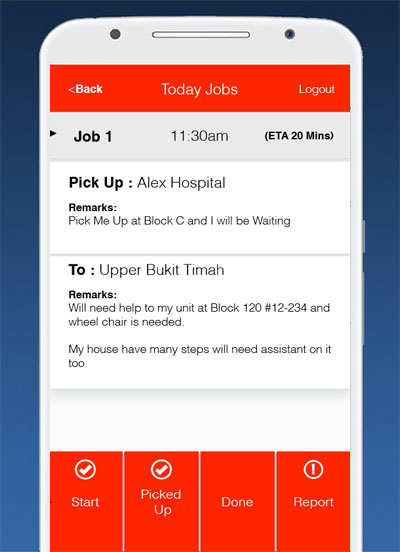 <Back Today Jobs Logout
Job 1 11:30am (ETA 20 Mins)
Pick Up : Alex Hospital
Remarks:
Pick Me Up at Block C and I will be Waiting
To : Upper Bukit Timah
Remarks:
Will need help to my unit at Block 120 #12-234 and
wheel chair is needed.
My house have many steps will need assistant on it
too.
Start
Picked
Up
Done
Report